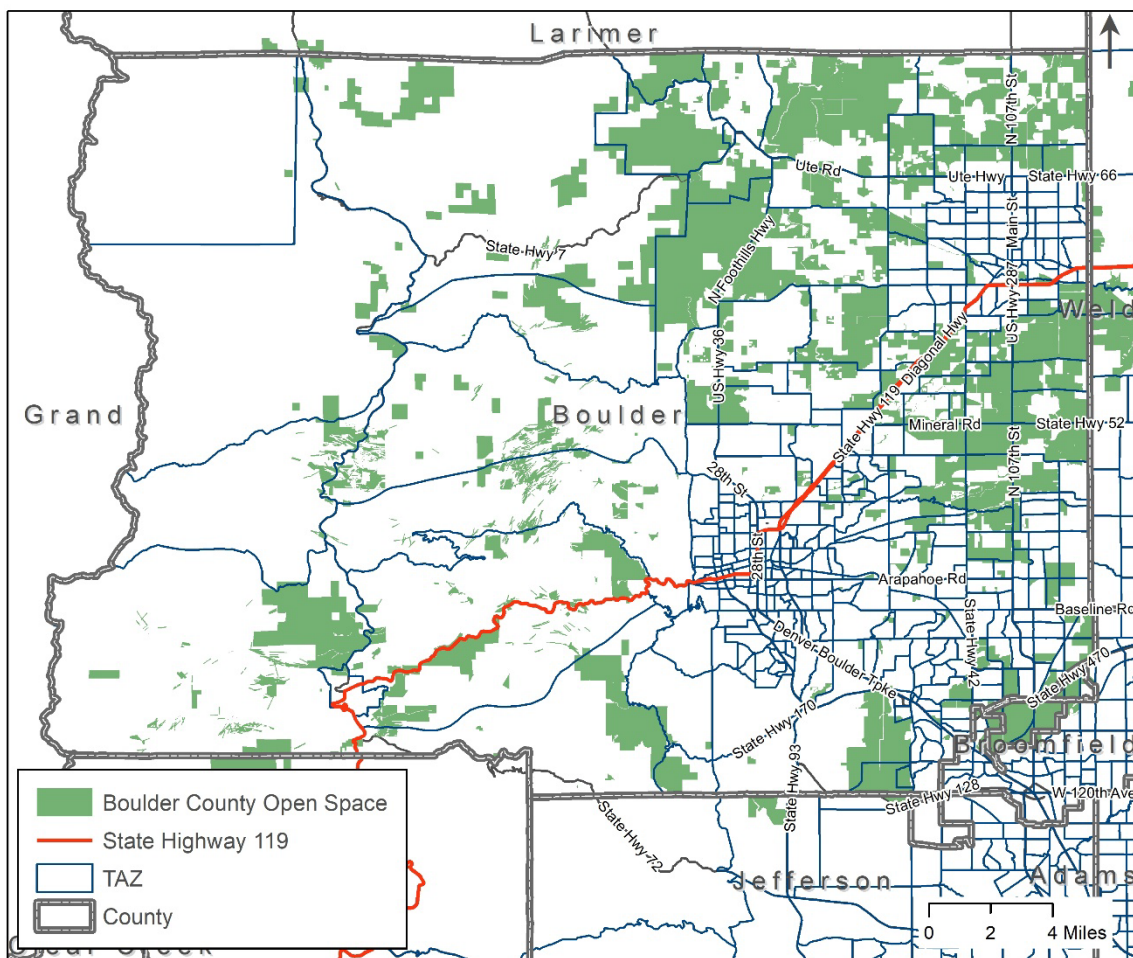 Larimer
N 107th St
Ute Rd
Ute Hwy
State Hwy 66
State Hwy 7
N Foothills Hwy
US Hwy 287
Main St
Weld
US Hwy 36
State Hwy 119
Diagonal Hwy
Grand
Boulder
Mineral Rd
State Hwy 52
28th St
N 107th St
28th St
Arapahoe Rd
State Hwy 42
Baseline Rd
Denver Boulder Tpke
State Hwy 470
State Hwy 170
Broomfield
State Hwy 93
State Hwy 128
W 120th Ave
State Hwy 72
Jefferson
Adams
Boulder County Open Space
State Highway 119
TAZ
County
0 2 4 Miles